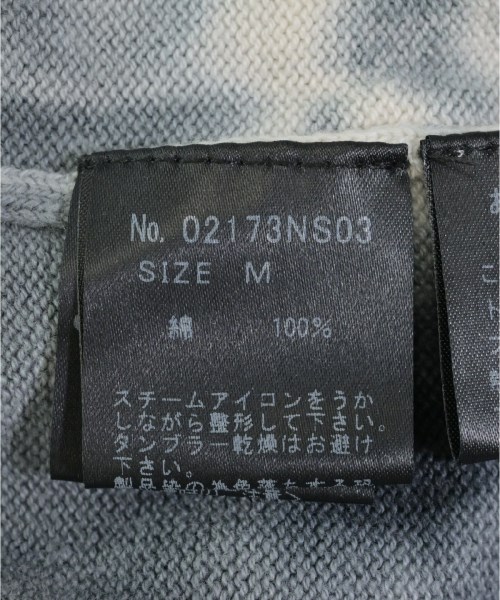 No. 02173NS03
SIZE M
綿 100%
スチームアイロンをうか
しながら整形して下さい。
タンブラー乾燥はお避け
下さい。